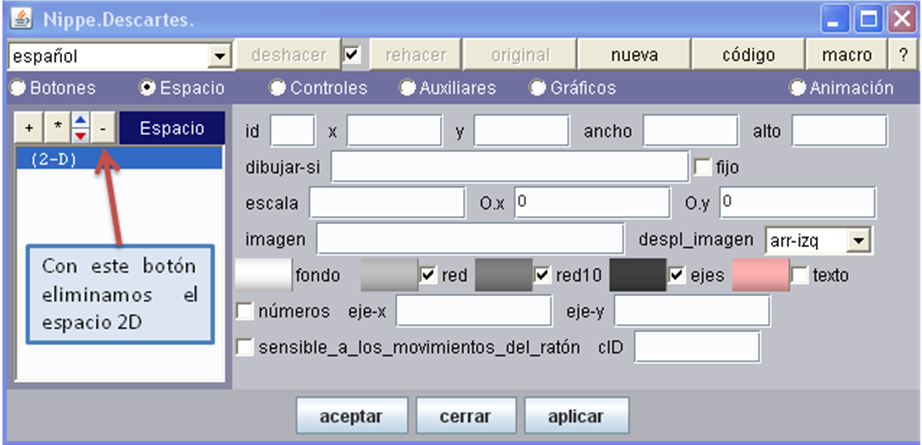 Nippe.Descartes.
español deshacer rehacer original nueva código macro ?
Botones Espacio Controles Auxiliares Gráficos Animación
+ * - Espacio id x y ancho alto
(2-D)
dibujar-si fijo
escala O.x 0 O.y 0
imagen despl_imagen arr-izq
fondo red red10 ejes texto
números eje-x eje-y
sensible_a_los_movimientos_del_ratón cID
Con este botón
eliminamos el
espacio 2D
aceptar cerrar aplicar